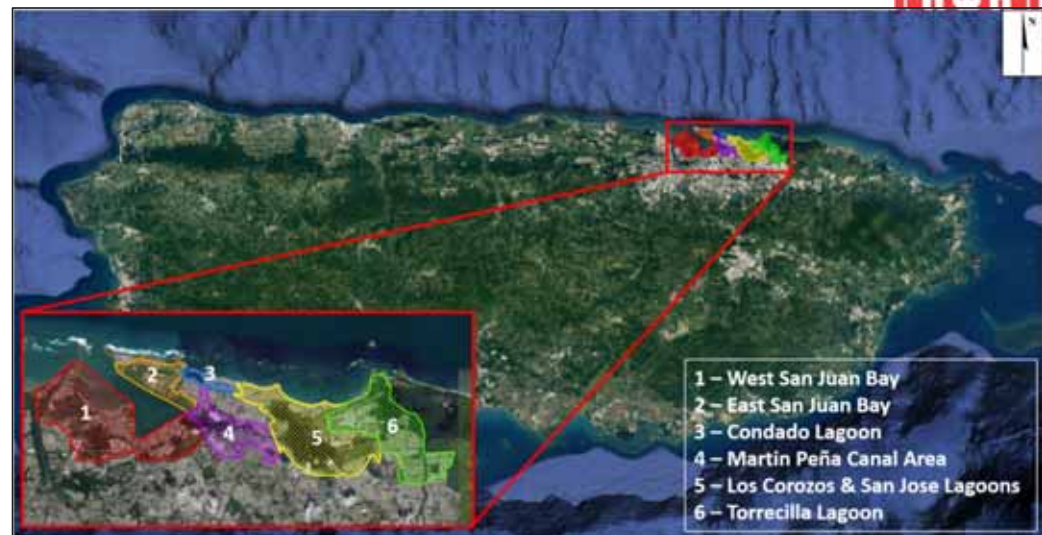 N
1
2
3
4
5
6
1 – West San Juan Bay
2 – East San Juan Bay
3 – Condado Lagoon
4 – Martin Peña Canal Area
5 – Los Corozos & San Jose Lagoons
6 – Torrecilla Lagoon